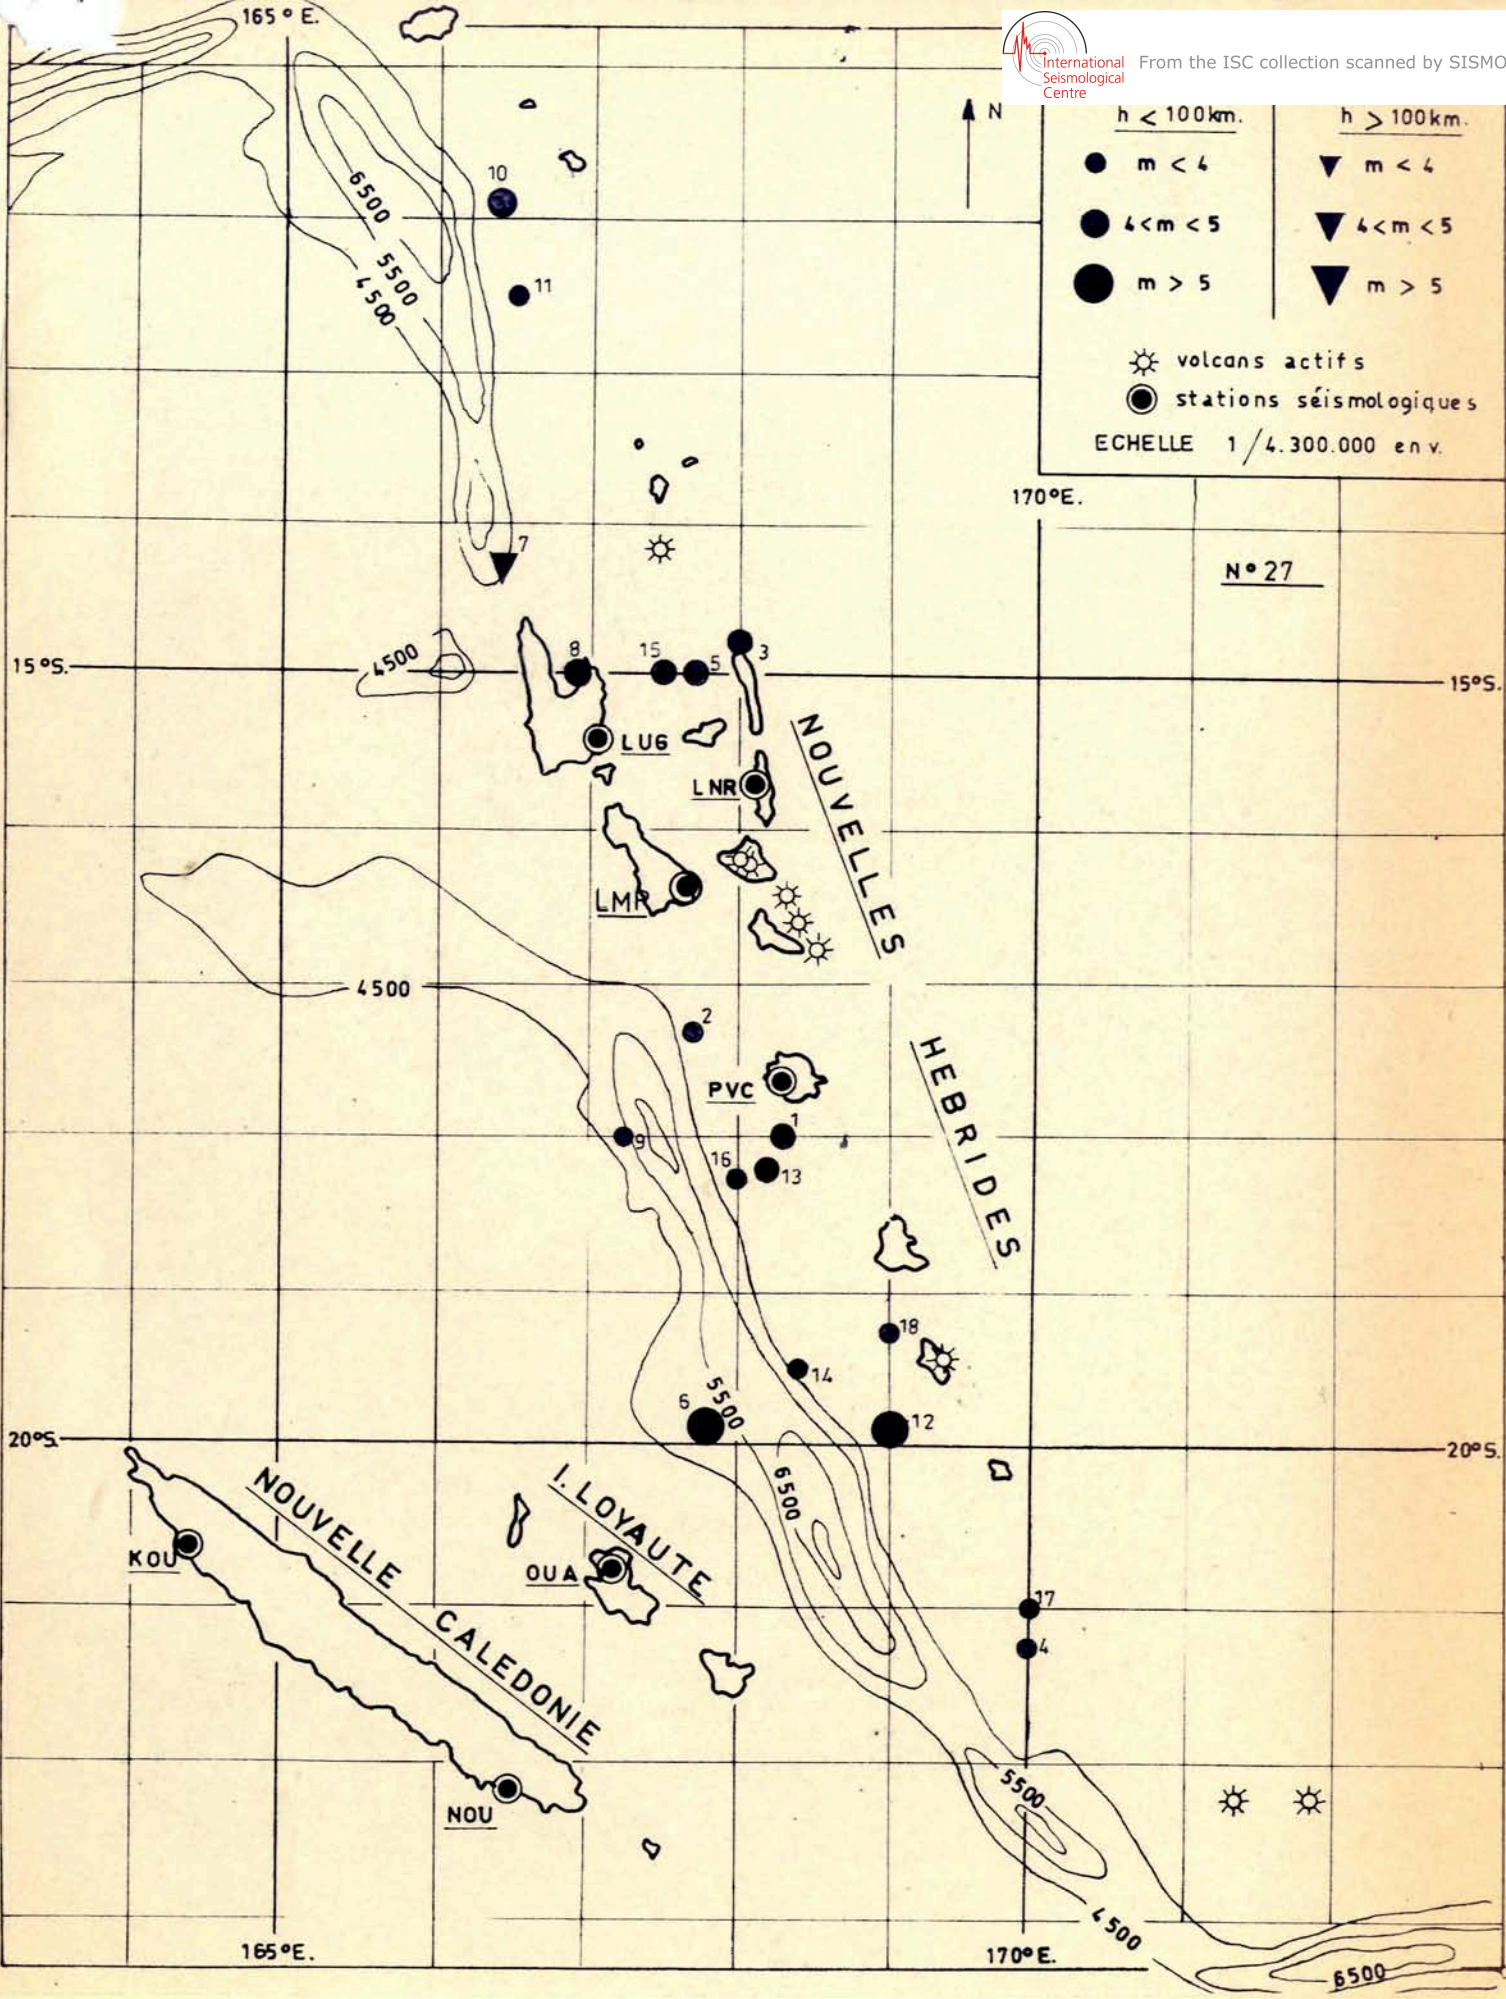 165° E.
International
Seismological
Centre
From the ISC collection scanned by SISMO
N
h < 100km.
h > 100km.
m < 4
m < 4
4<m < 5
4<m < 5
m > 5
m > 5
volcans actifs
stations séismologiques
ECHELLE 1/4.300.000 env.
10
6500
5500
4500
11
170°E.
N° 27
7
15°S.
4500
8
15
5
3
15°S.
LUG
LNR
NOUVELLES
LMP
4500
2
HEBRIDES
PVC
1
9
16
13
18
14
5500
6
12
20°S.
20°S.
6500
NOUVELLE CALEDONIE
I. LOYAUTE
KOU
OUA
17
4
NOU
5500
4500
165°E.
170°E.
6500